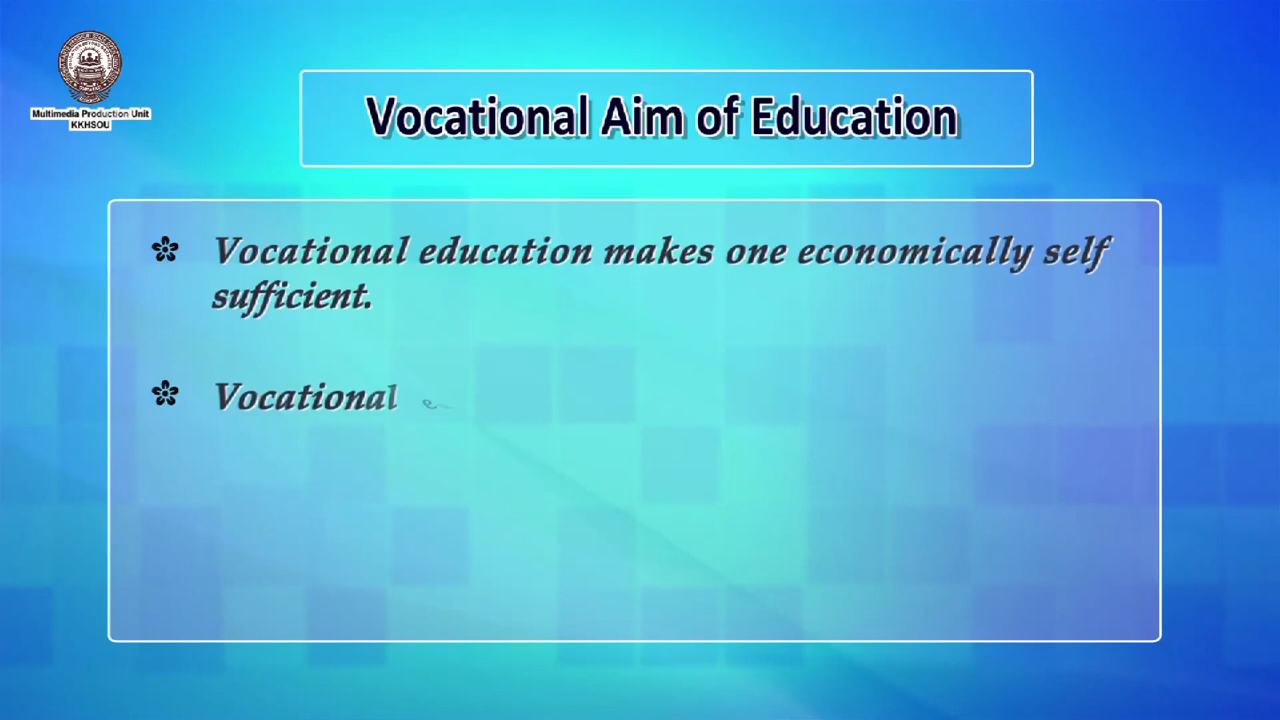 Multimedia Production Unit
KKHSOU
Vocational Aim of Education
Vocational education makes one economically self
sufficient.
Vocational